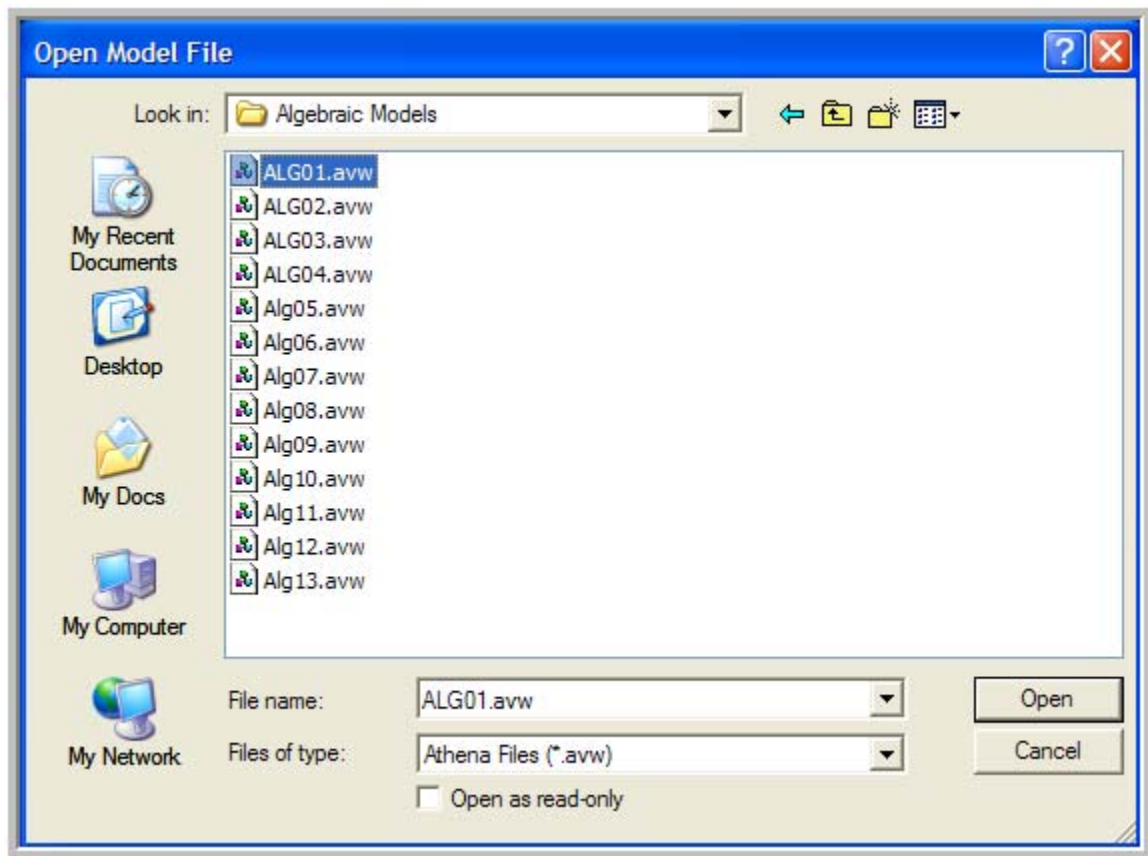 Open Model File
Look in: Algebraic Models
ALG01.avw
ALG02.avw
ALG03.avw
ALG04.avw
Alg05.avw
Alg06.avw
Alg07.avw
Alg08.avw
Alg09.avw
Alg10.avw
Alg11.avw
Alg12.avw
Alg13.avw
My Recent
Documents
Desktop
My Docs
My Computer
My Network
File name: ALG01.avw Open
Files of type: Athena Files (*.avw) Cancel
Open as read-only